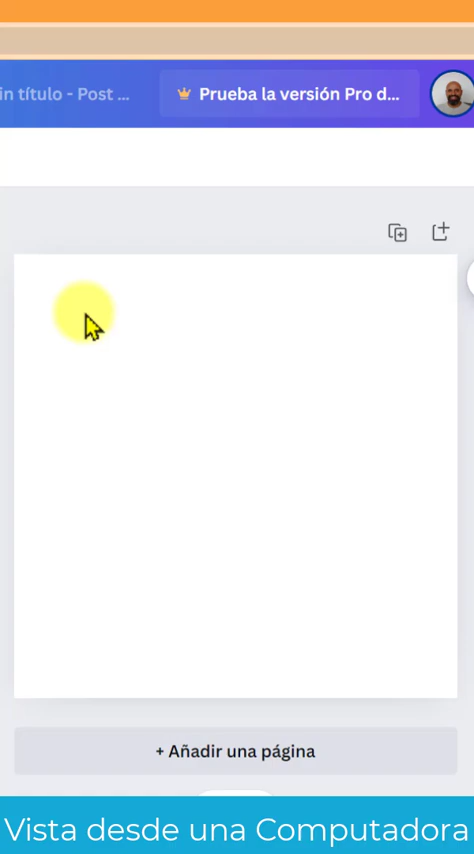 in título - Post ...
Prueba la versión Pro d...
+ Añadir una página
Vista desde una Computadora